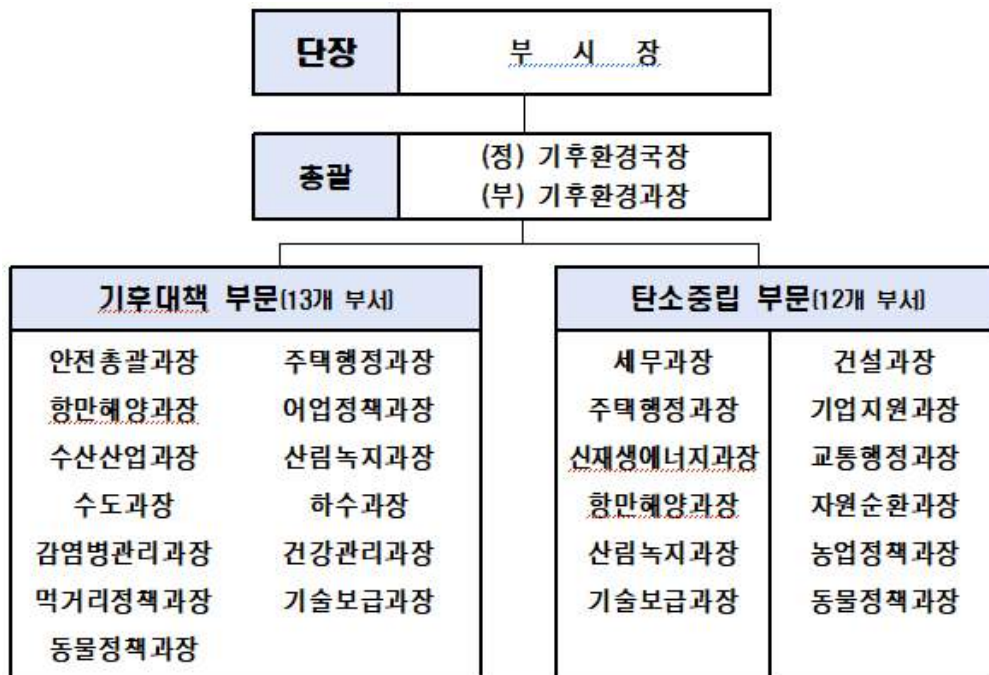 단장 부 시 장
총괄 (정) 기후환경국장
(부) 기후환경과장
기후대책 부문(13개 부서)
안전총괄과장 주택행정과장
항만해양과장 어업정책과장
수산산업과장 산림녹지과장
수도과장 하수과장
감염병관리과장 건강관리과장
먹거리정책과장 기술보급과장
동물정책과장
탄소중립 부문(12개 부서)
세무과장 건설과장
주택행정과장 기업지원과장
신재생에너지과장 교통행정과장
항만해양과장 자원순환과장
산림녹지과장 농업정책과장
기술보급과장 동물정책과장